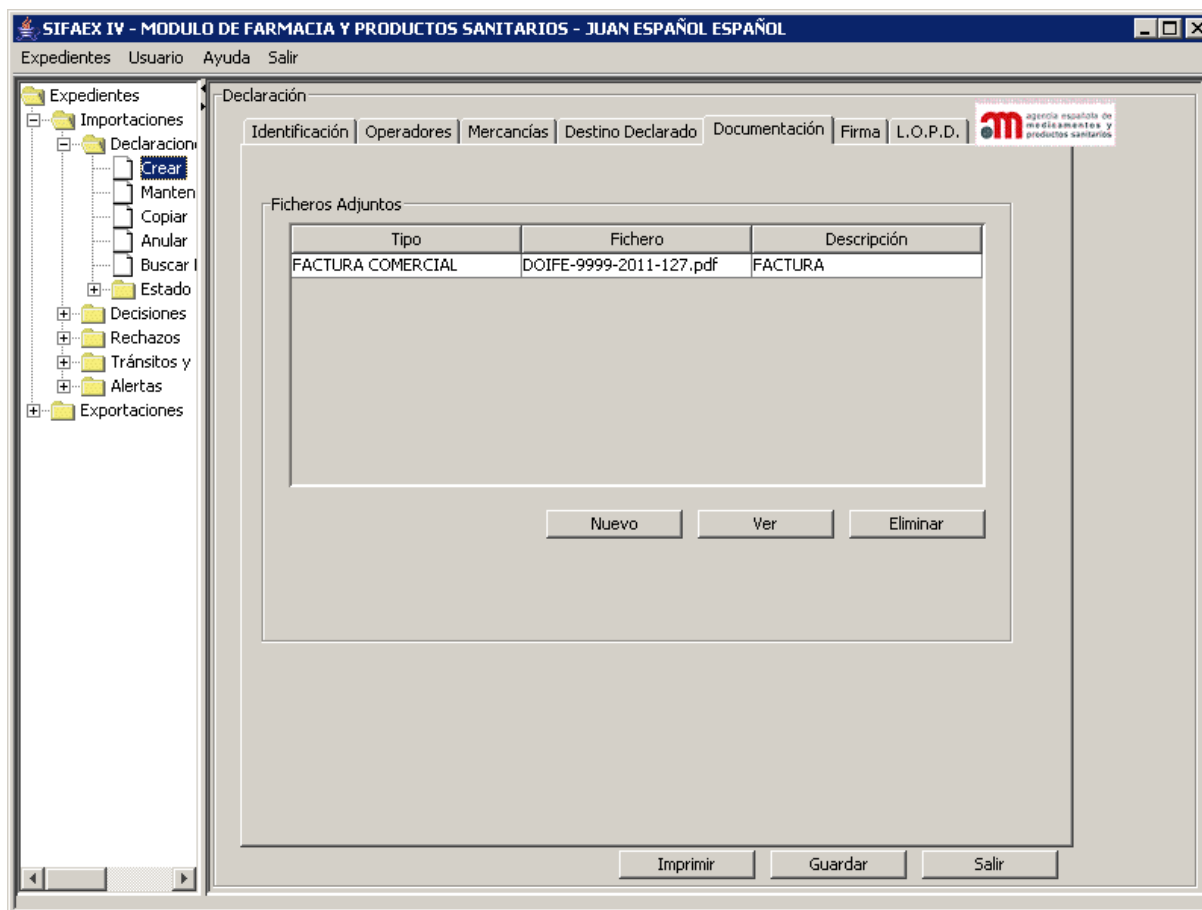 SIFAEX IV - MODULO DE FARMACIA Y PRODUCTOS SANITARIOS - JUAN ESPAÑOL ESPAÑOL
Expedientes Usuario Ayuda Salir
Expedientes
Importaciones
Declaracion
Crear
Manten
Copiar
Anular
Buscar
Estado
Decisiones
Rechazos
Tránsitos y
Alertas
Exportaciones
Declaración
Identificación Operadores Mercancías Destino Declarado Documentación Firma L.O.P.D.
agencia española de
medicamentos y
productos sanitarios
Ficheros Adjuntos
Tipo Fichero Descripción
FACTURA COMERCIAL DOIFE-9999-2011-127.pdf FACTURA
Nuevo Ver Eliminar
Imprimir Guardar Salir